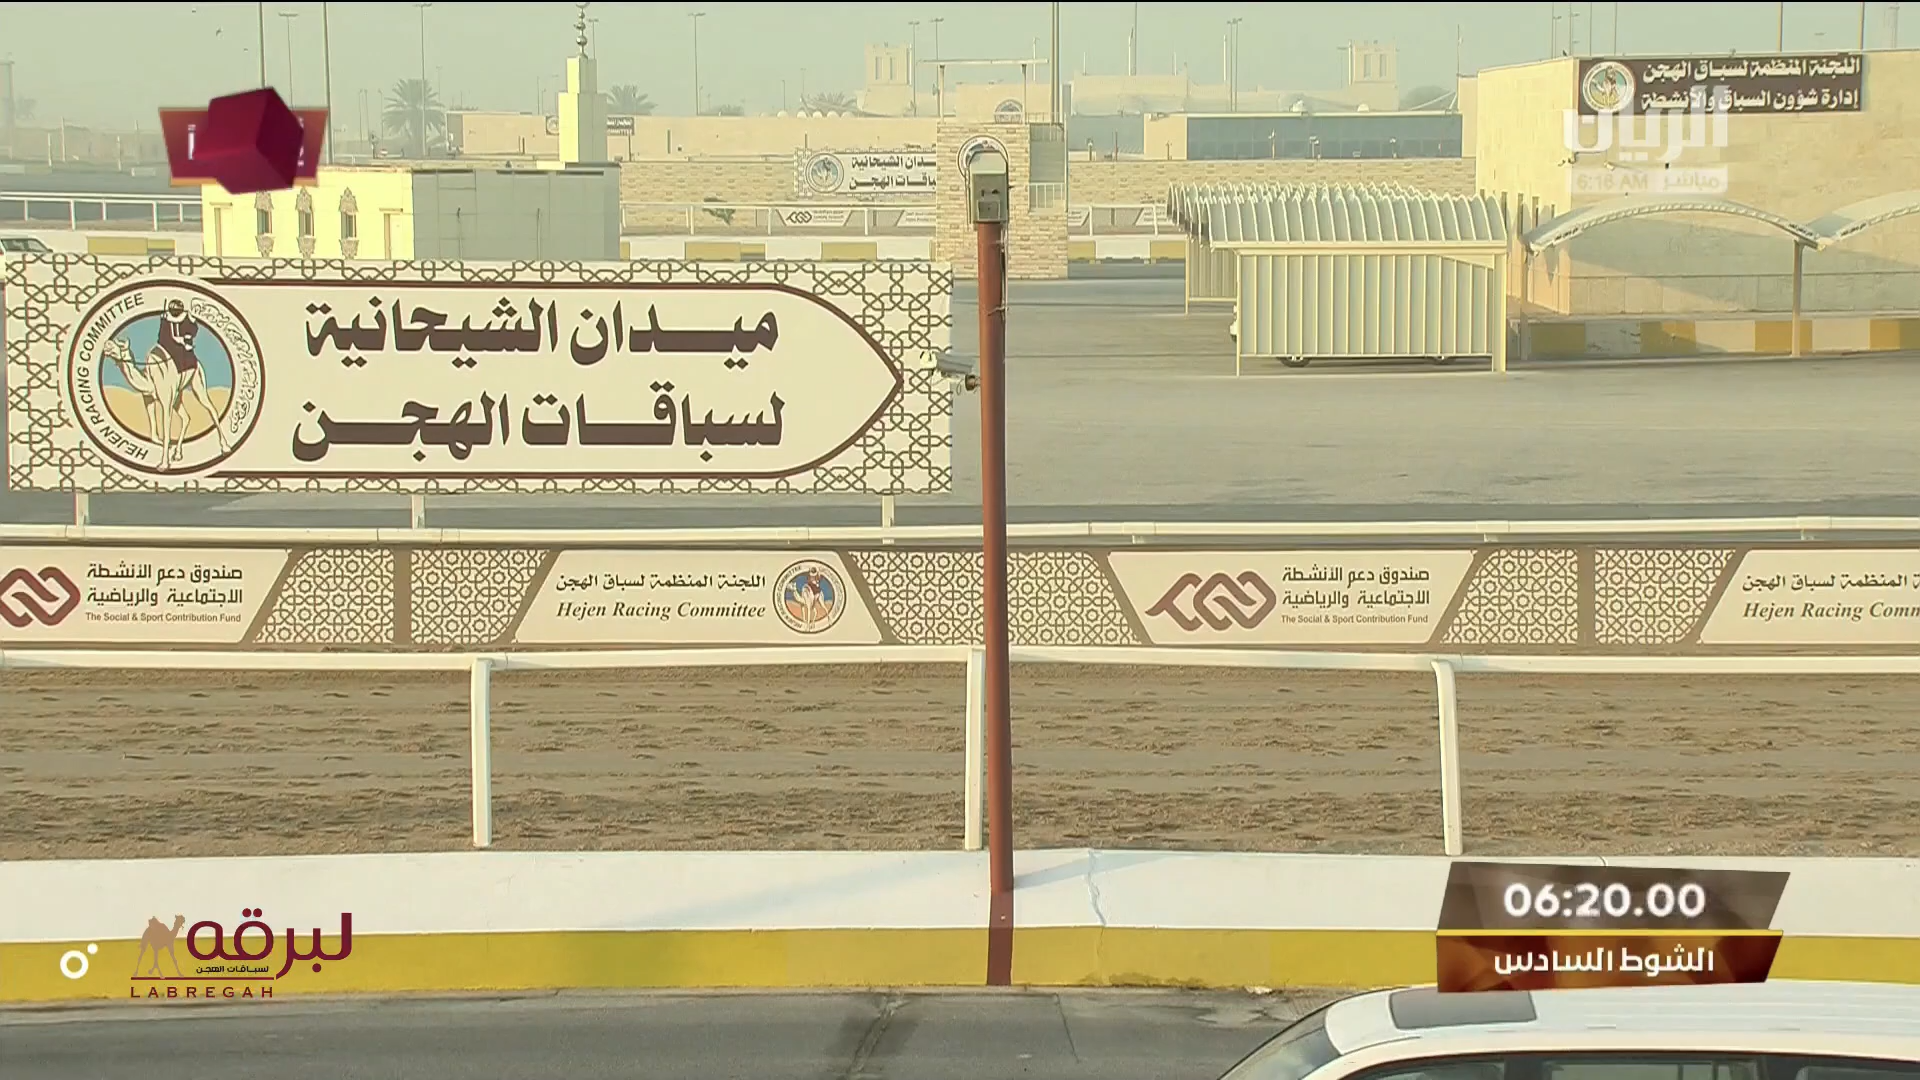 اللجنة المنظمة لسباق الهجن
إدارة شؤون السباق والأنشطة
الريان
6:16 AM مباشر
ميدان الشيحانية
لسباقات الهجن
HEJEN RACING COMMITTEE
ميدان الشيحانية
لسباقات الهجن
صندوق دعم الأنشطة
الاجتماعية والرياضية
The Social & Sport Contribution Fund
اللجنة المنظمة لسباق الهجن
Hejen Racing Committee
صندوق دعم الأنشطة
الاجتماعية والرياضية
The Social & Sport Contribution Fund
المنظمة لسباق الهجن
Hejen Racing Comm
06:20.00
الشوط السادس
لبرقه
لسباقات الهجن
LABREGAH